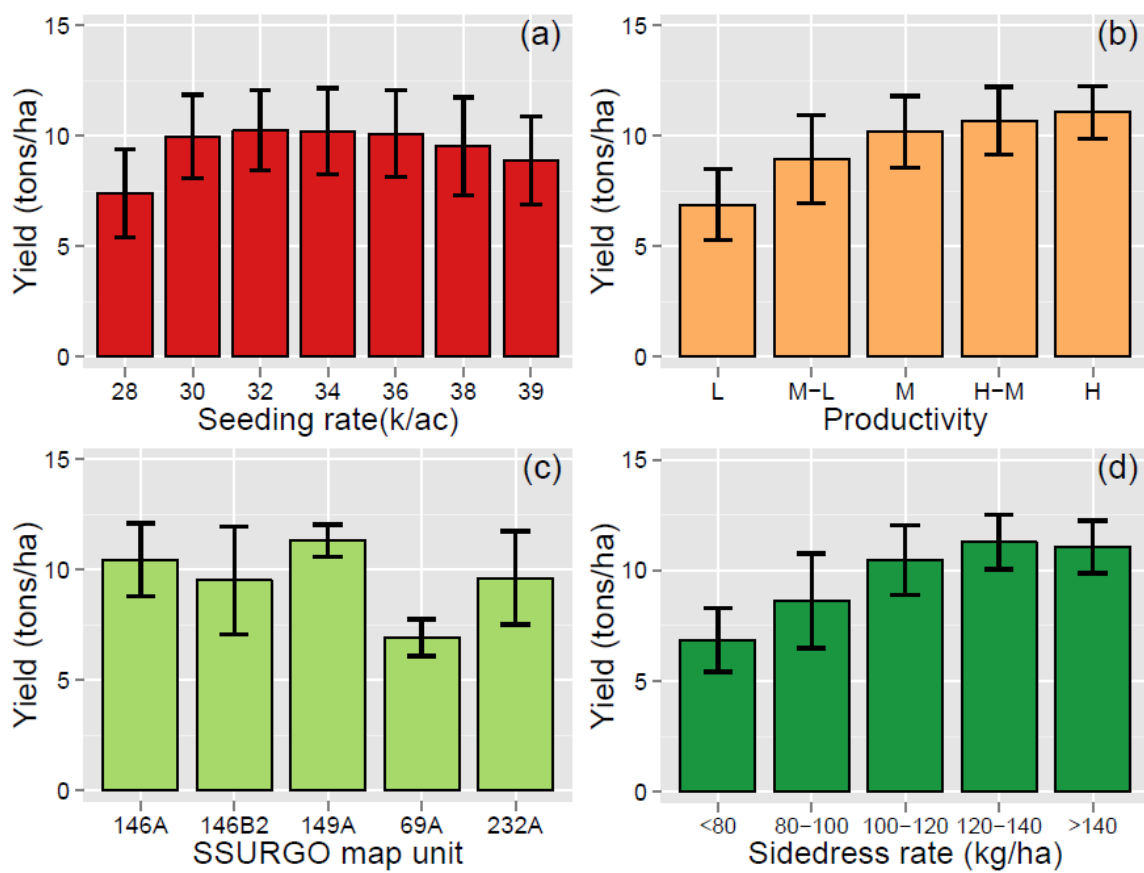 (a)
Yield (tons/ha)
15
10
5
0
28 30 32 34 36 38 39
Seeding rate(k/ac)
(b)
Yield (tons/ha)
15
10
5
0
L M−L M H−M H
Productivity
(c)
Yield (tons/ha)
15
10
5
0
146A 146B2 149A 69A 232A
SSURGO map unit
(d)
Yield (tons/ha)
15
10
5
0
<80 80−100 100−120 120−140 >140
Sidedress rate (kg/ha)